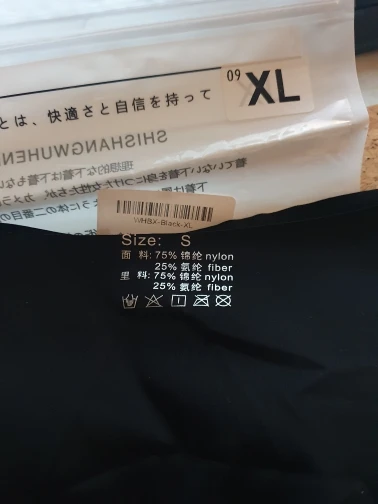 09 XL
とは、快適さと自信を持って
SHISHANGWUHEN
WHBX-Black-XL
Size: S
面 料: 75% 锦纶 nylon
25% 氨纶 fiber
里 料: 75% 锦纶 nylon
25% 氨纶 fiber